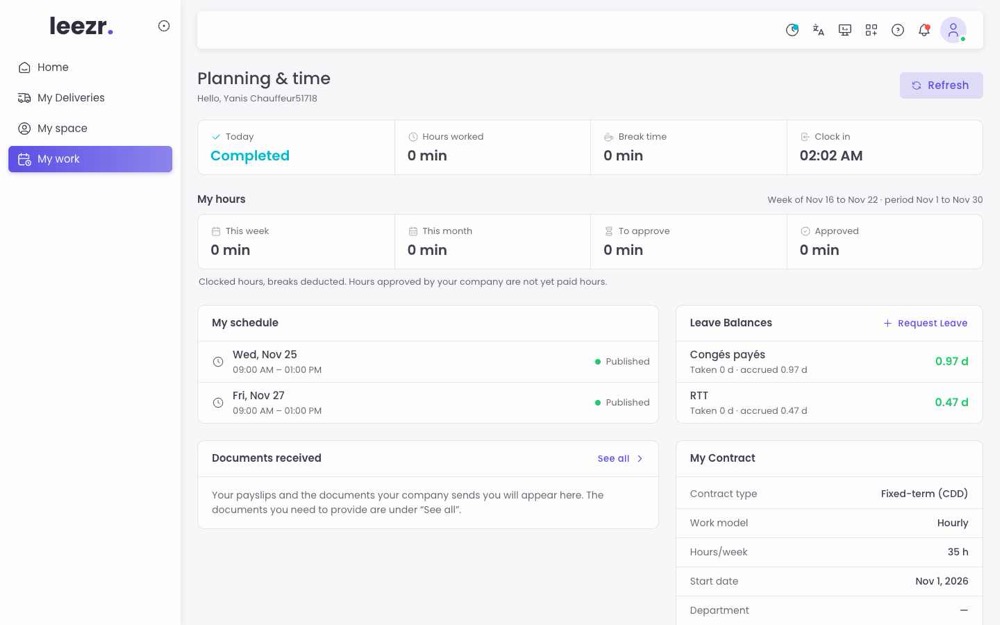 leezr.
Home
My Deliveries
My space
My work
Planning & time
Hello, Yanis Chauffeur51718
Refresh
Today
Completed
Hours worked
0 min
Break time
0 min
Clock in
02:02 AM
My hours
Week of Nov 16 to Nov 22 · period Nov 1 to Nov 30
This week
0 min
This month
0 min
To approve
0 min
Approved
0 min
Clocked hours, breaks deducted. Hours approved by your company are not yet paid hours.
My schedule
Wed, Nov 25
09:00 AM – 01:00 PM
Published
Fri, Nov 27
09:00 AM – 01:00 PM
Published
Leave Balances
Request Leave
Congés payés
Taken 0 d · accrued 0.97 d
0.97 d
RTT
Taken 0 d · accrued 0.47 d
0.47 d
Documents received
See all
Your payslips and the documents your company sends you will appear here. The
documents you need to provide are under “See all”.
My Contract
Contract type
Fixed-term (CDD)
Work model
Hourly
Hours/week
35 h
Start date
Nov 1, 2026
Department
—